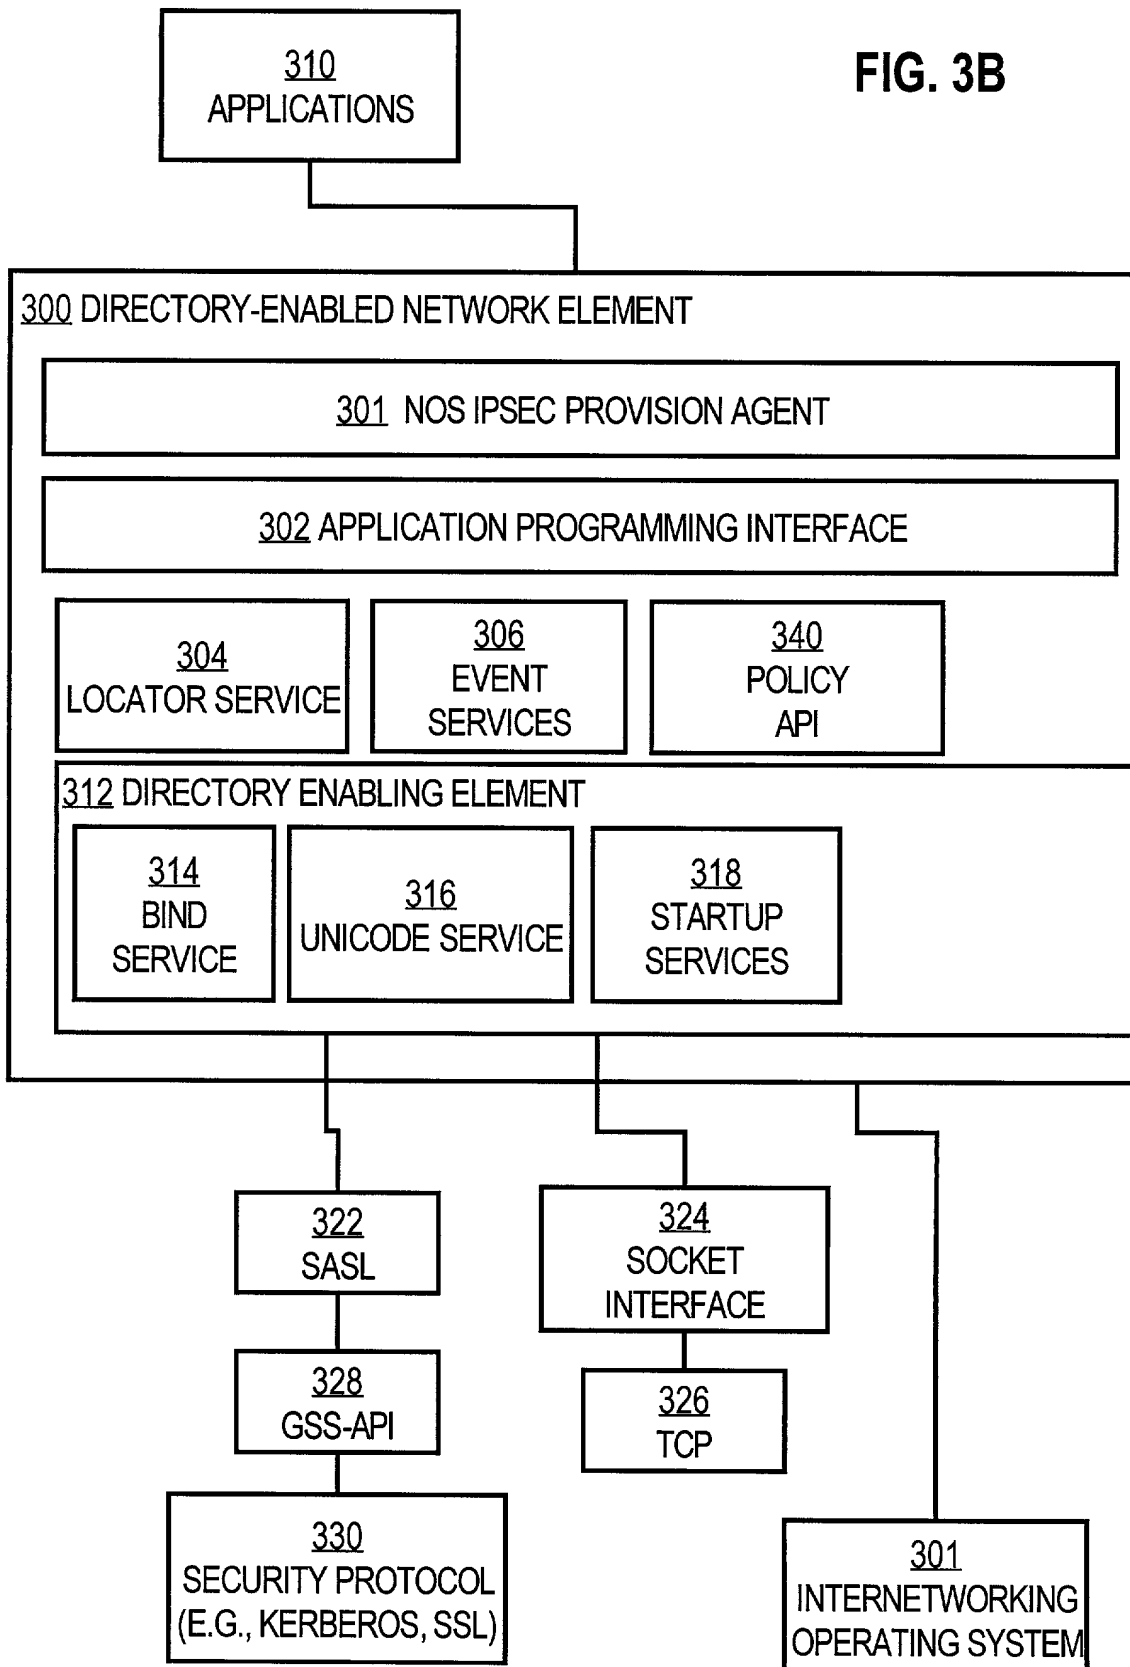 FIG. 3B
310
APPLICATIONS
300 DIRECTORY-ENABLED NETWORK ELEMENT
301 NOS IPSEC PROVISION AGENT
302 APPLICATION PROGRAMMING INTERFACE
304
LOCATOR SERVICE
306
EVENT
SERVICES
340
POLICY
API
312 DIRECTORY ENABLING ELEMENT
314
BIND
SERVICE
316
UNICODE SERVICE
318
STARTUP
SERVICES
322
SASL
324
SOCKET
INTERFACE
328
GSS-API
326
TCP
330
SECURITY PROTOCOL
(E.G., KERBEROS, SSL)
301
INTERNETWORKING
OPERATING SYSTEM